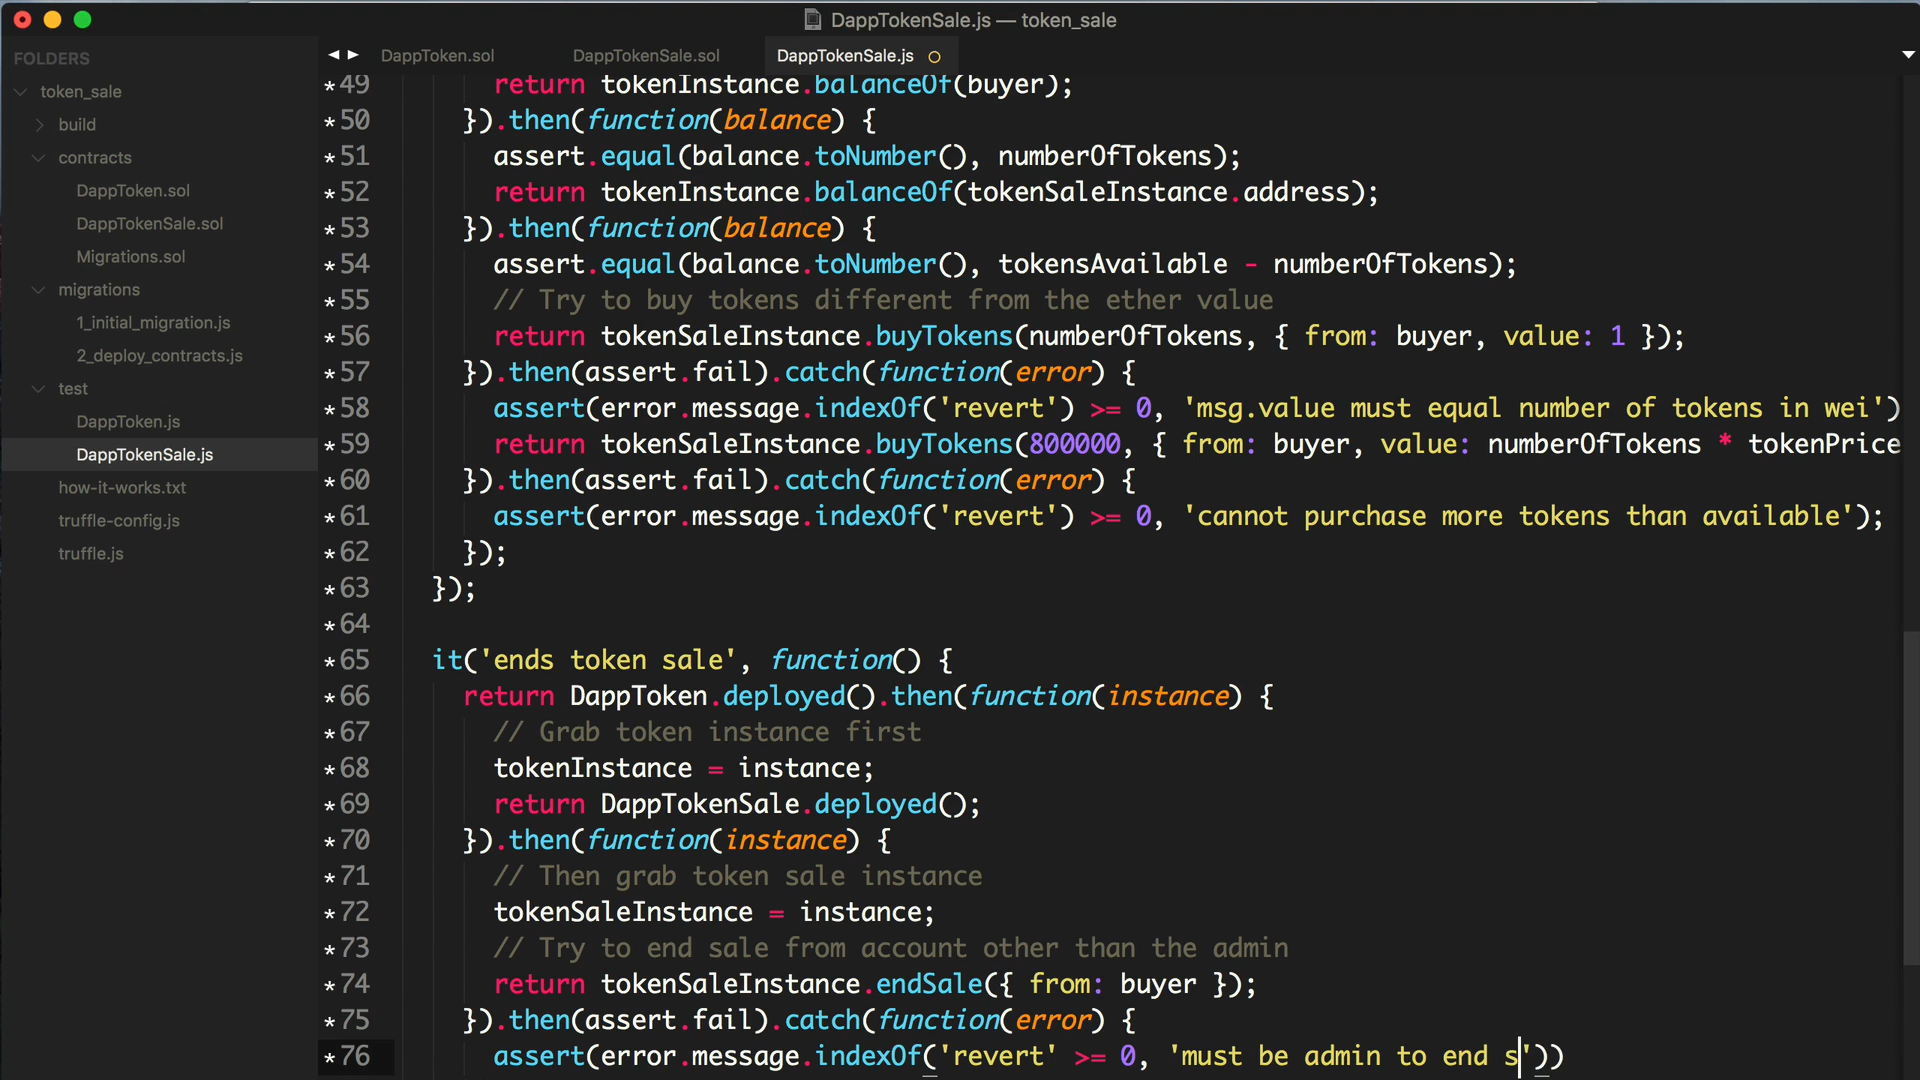 DappTokenSale.js — token_sale
FOLDERS
token_sale
build
contracts
DappToken.sol
DappTokenSale.sol
Migrations.sol
migrations
1_initial_migration.js
2_deploy_contracts.js
test
DappToken.js
DappTokenSale.js
how-it-works.txt
truffle-config.js
truffle.js
DappToken.sol DappTokenSale.sol DappTokenSale.js
*49 return tokenInstance.balanceOf(buyer);
*50 }).then(function(balance) {
*51 assert.equal(balance.toNumber(), numberOfTokens);
*52 return tokenInstance.balanceOf(tokenSaleInstance.address);
*53 }).then(function(balance) {
*54 assert.equal(balance.toNumber(), tokensAvailable - numberOfTokens);
*55 // Try to buy tokens different from the ether value
*56 return tokenSaleInstance.buyTokens(numberOfTokens, { from: buyer, value: 1 });
*57 }).then(assert.fail).catch(function(error) {
*58 assert(error.message.indexOf('revert') >= 0, 'msg.value must equal number of tokens in wei')
*59 return tokenSaleInstance.buyTokens(800000, { from: buyer, value: numberOfTokens * tokenPrice
*60 }).then(assert.fail).catch(function(error) {
*61 assert(error.message.indexOf('revert') >= 0, 'cannot purchase more tokens than available');
*62 });
*63 });
*64
*65 it('ends token sale', function() {
*66 return DappToken.deployed().then(function(instance) {
*67 // Grab token instance first
*68 tokenInstance = instance;
*69 return DappTokenSale.deployed();
*70 }).then(function(instance) {
*71 // Then grab token sale instance
*72 tokenSaleInstance = instance;
*73 // Try to end sale from account other than the admin
*74 return tokenSaleInstance.endSale({ from: buyer });
*75 }).then(assert.fail).catch(function(error) {
*76 assert(error.message.indexOf('revert' >= 0, 'must be admin to end s'))